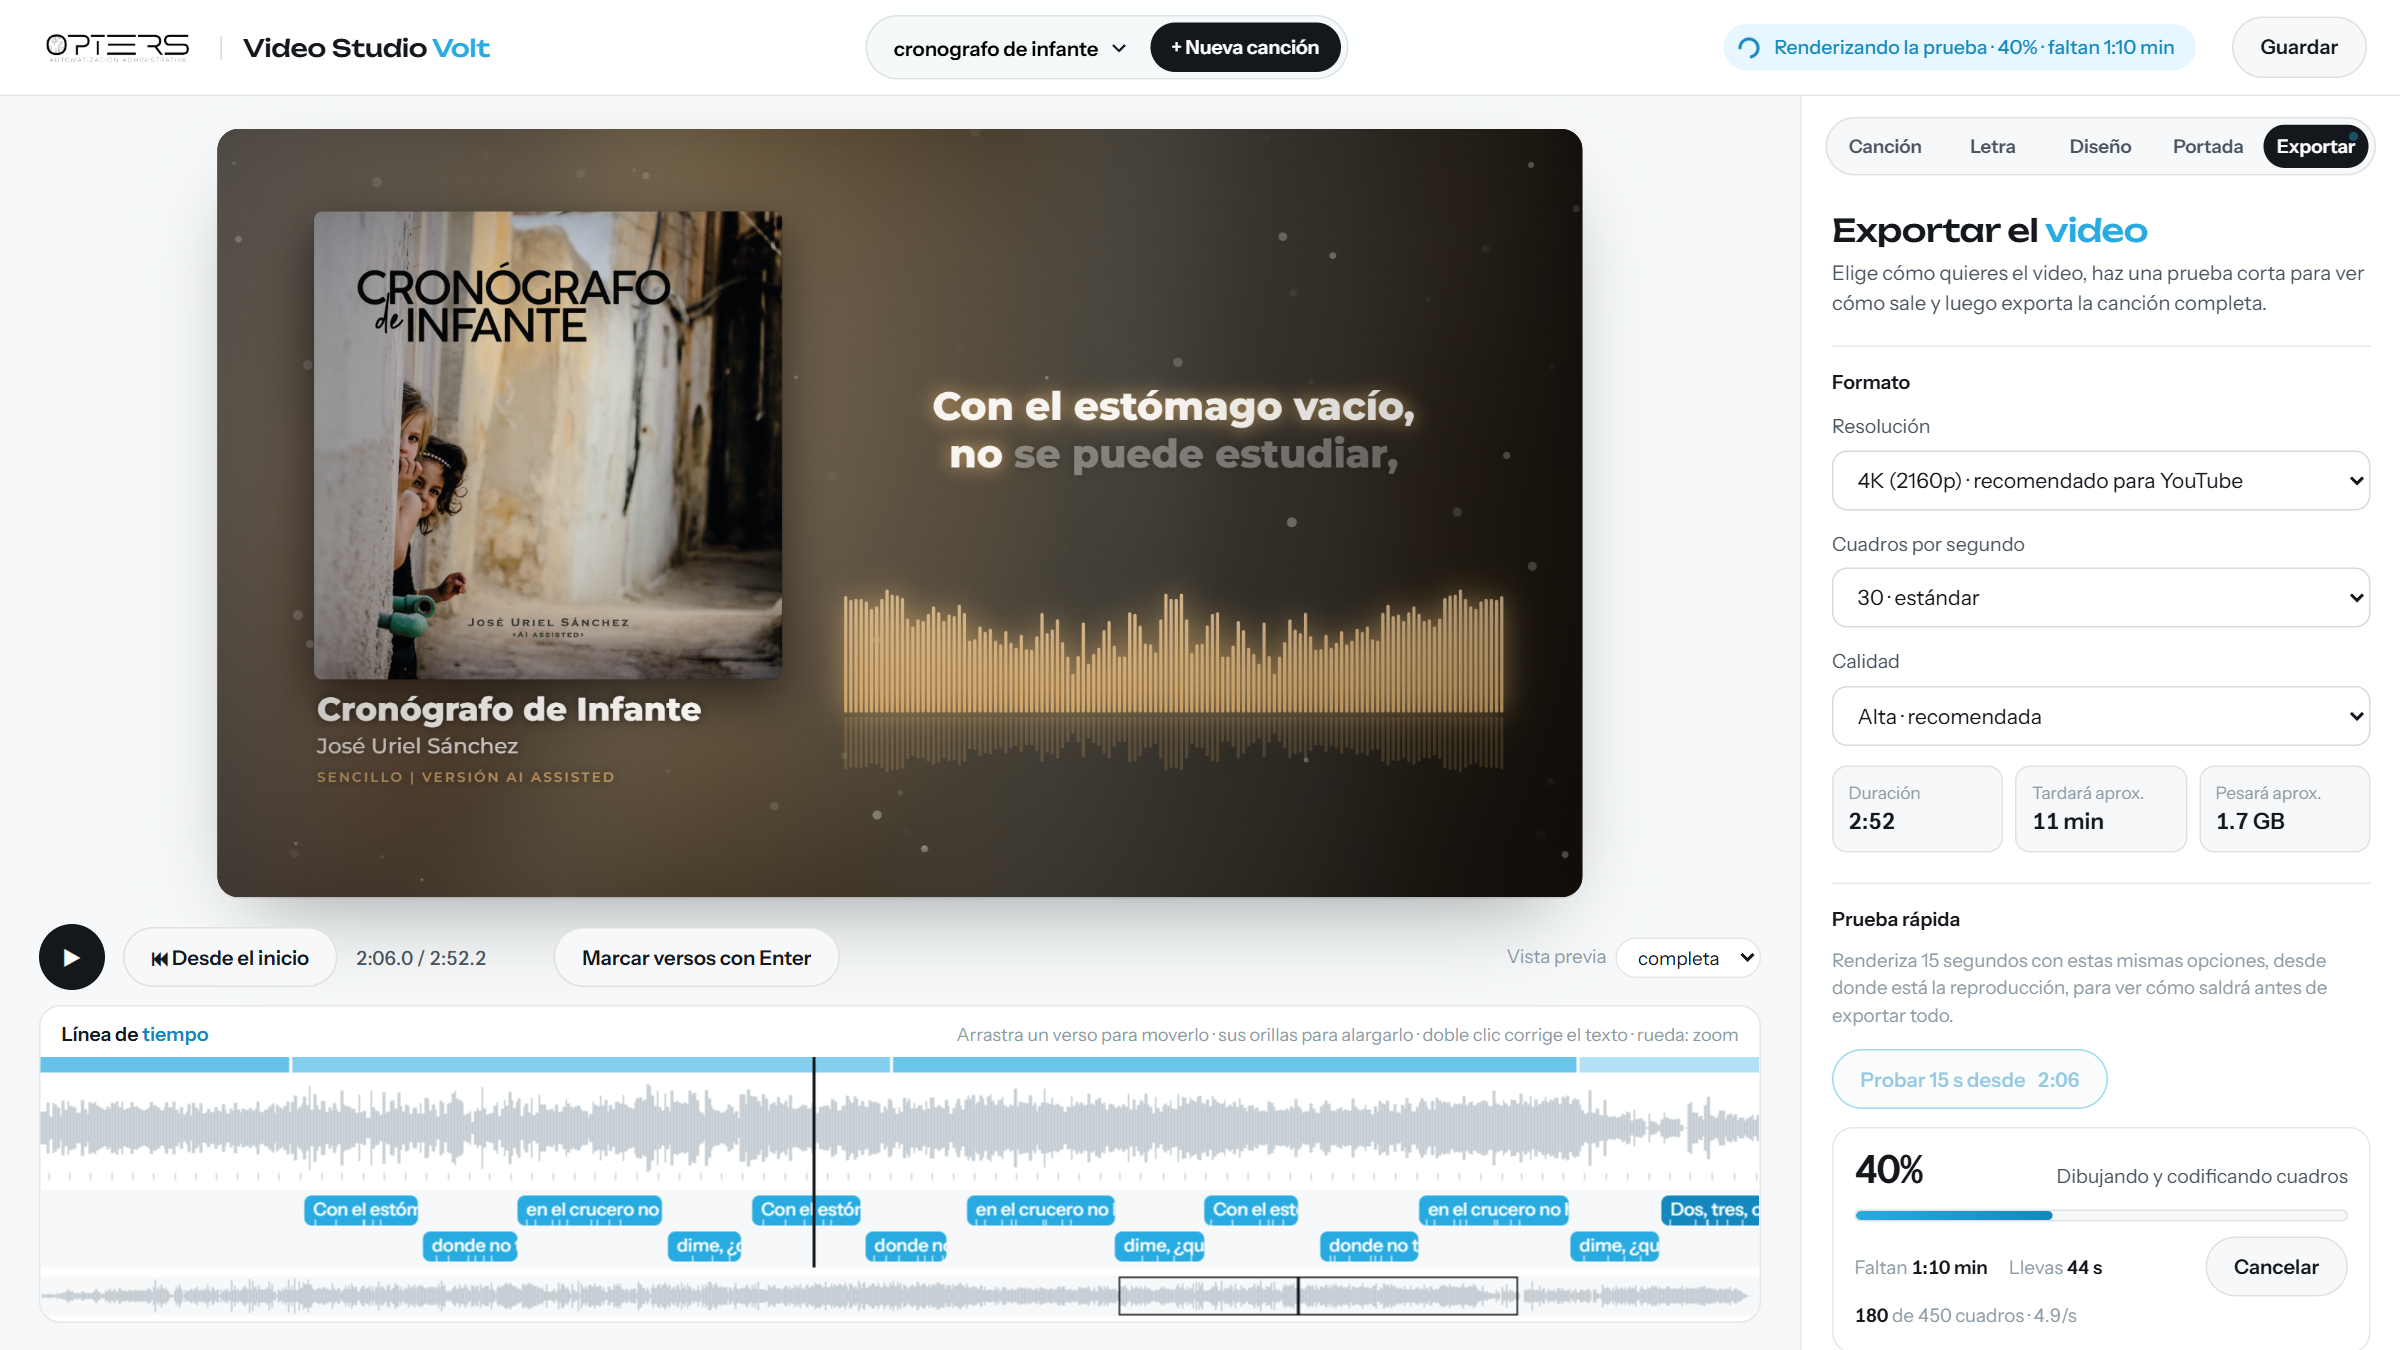 OPTERS
AUTOMATIZACIÓN ADMINISTRATIVA
Video Studio Volt
cronografo de infante
+ Nueva canción
Renderizando la prueba · 40% · faltan 1:10 min
Guardar
CRONÓGRAFO
de INFANTE
JOSÉ URIEL SÁNCHEZ
‹AI ASSISTED›
Cronógrafo de Infante
José Uriel Sánchez
SENCILLO | VERSIÓN AI ASSISTED
Con el estómago vacío,
no se puede estudiar,
Desde el inicio
2:06.0 / 2:52.2
Marcar versos con Enter
Vista previa
completa
Línea de tiempo
Arrastra un verso para moverlo · sus orillas para alargarlo · doble clic corrige el texto · rueda: zoom
Con el estóm
en el crucero no
Con el estór
en el crucero no
Con el est
en el crucero no h
Dos, tres, c
donde no
dime, ¿c
donde n
dime, ¿qu
donde no t
dime, ¿qu
Canción
Letra
Diseño
Portada
Exportar
Exportar el video
Elige cómo quieres el video, haz una prueba corta para ver
cómo sale y luego exporta la canción completa.
Formato
Resolución
4K (2160p) · recomendado para YouTube
Cuadros por segundo
30 · estándar
Calidad
Alta · recomendada
Duración
2:52
Tardará aprox.
11 min
Pesará aprox.
1.7 GB
Prueba rápida
Renderiza 15 segundos con estas mismas opciones, desde
donde está la reproducción, para ver cómo saldrá antes de
exportar todo.
Probar 15 s desde 2:06
40%
Dibujando y codificando cuadros
Faltan 1:10 min Llevas 44 s
Cancelar
180 de 450 cuadros · 4.9/s